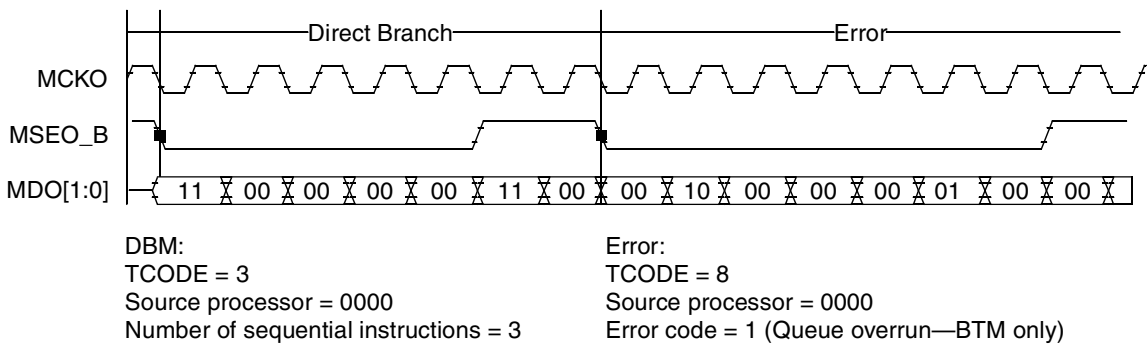 Direct Branch Error
MCKO
MSEO_B
MDO[1:0] 11 00 00 00 00 11 00 00 10 00 00 00 01 00 00
DBM:
TCODE = 3
Source processor = 0000
Number of sequential instructions = 3
Error:
TCODE = 8
Source processor = 0000
Error code = 1 (Queue overrun—BTM only)